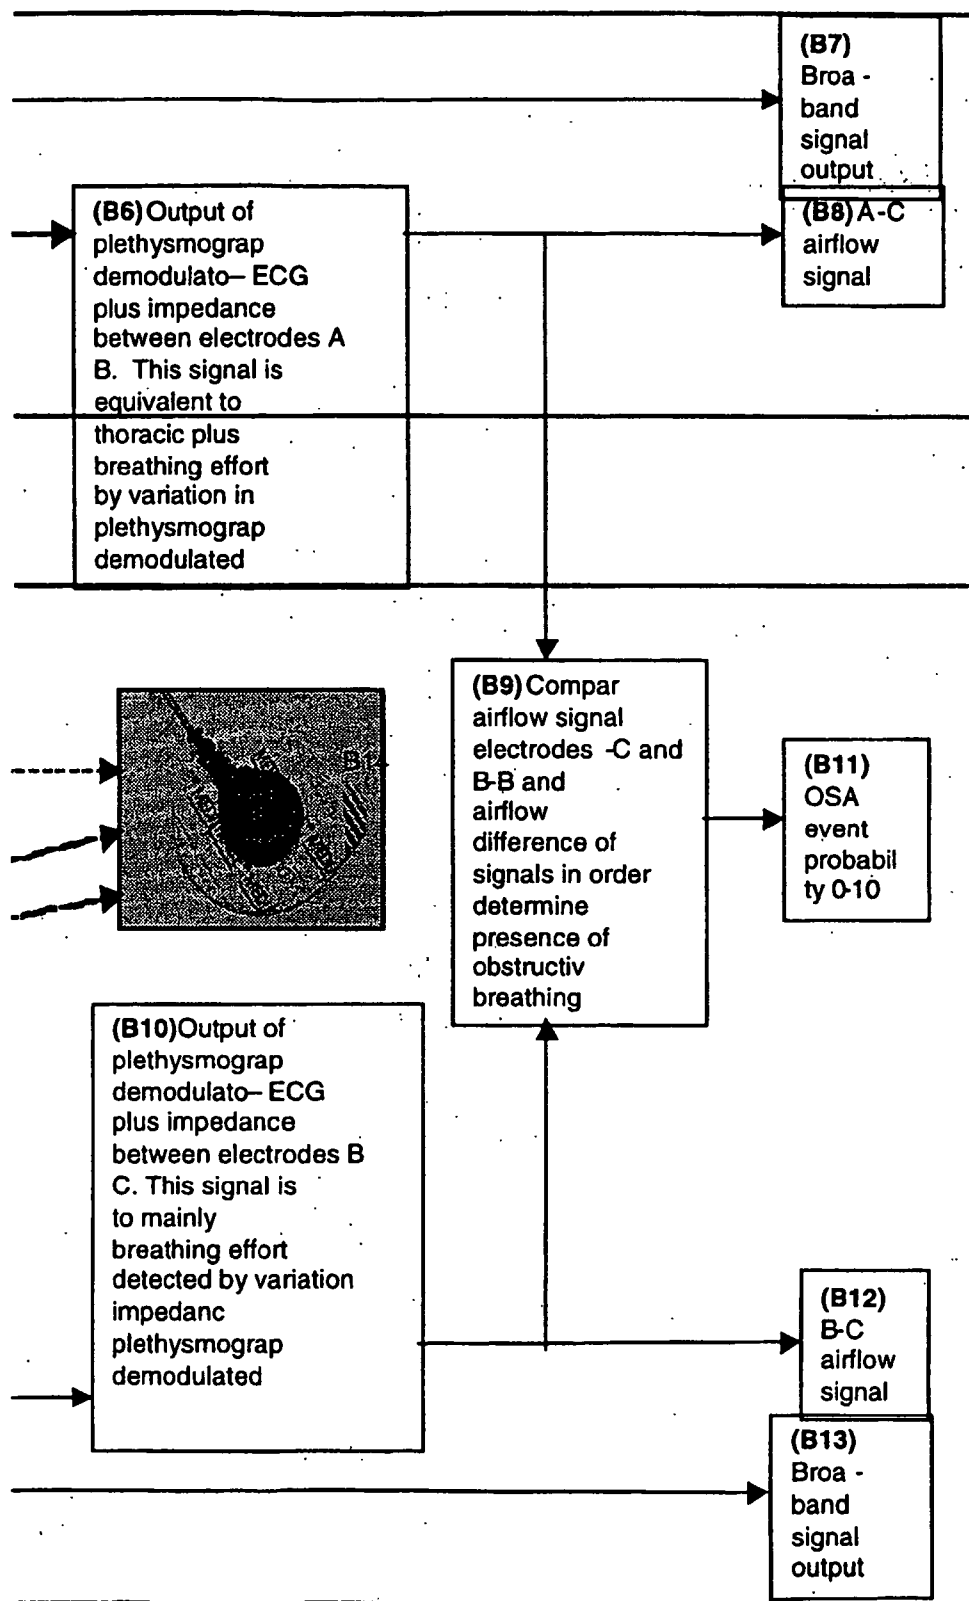 (B7)
Broa -
band
signal
output
(B6) Output of
plethysmograp
demodulato– ECG
plus impedance
between electrodes A
B. This signal is
equivalent to
thoracic plus
breathing effort
by variation in
plethysmograp
demodulated
(B8) A-C
airflow
signal
(B9) Compar
airflow signal
electrodes -C and
B-B and
airflow
difference of
signals in order
determine
presence of
obstructiv
breathing
(B11)
OSA
event
probabil
ty 0-10
(B10) Output of
plethysmograp
demodulato– ECG
plus impedance
between electrodes B
C. This signal is
to mainly
breathing effort
detected by variation
impedanc
plethysmograp
demodulated
(B12)
B-C
airflow
signal
(B13)
Broa -
band
signal
output